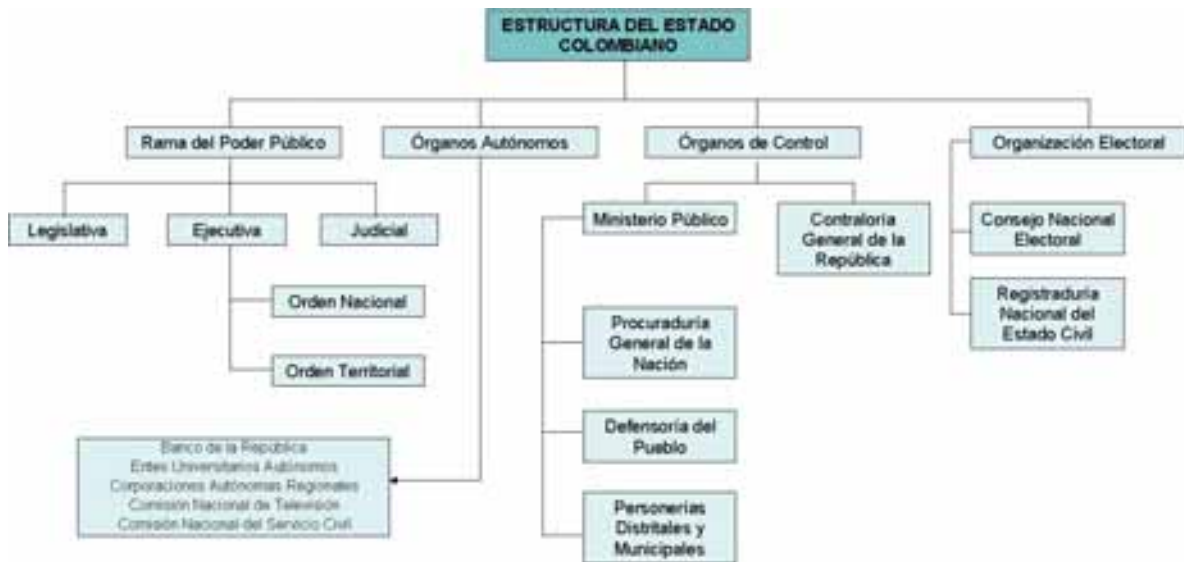 ESTRUCTURA DEL ESTADO
COLOMBIANO
Rama del Poder Público
Órganos Autónomos
Órganos de Control
Organización Electoral
Legislativa
Ejecutiva
Judicial
Ministerio Público
Contraloría
General de la
República
Consejo Nacional
Electoral
Orden Nacional
Registraduría
Nacional del
Estado Civil
Procuraduría
General de la
Nación
Orden Territorial
Defensoría del
Pueblo
Banco de la República
Entes Universitarios Autónomos
Corporaciones Autónomas Regionales
Comisión Nacional de Televisión
Comisión Nacional del Servicio Civil
Personerías
Distritales y
Municipales